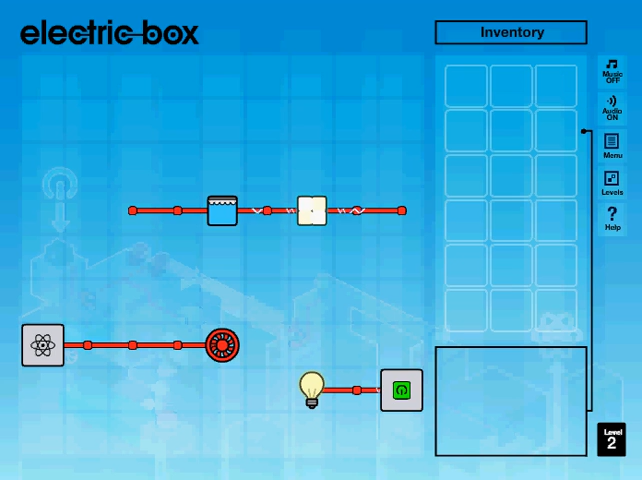 electric box
Inventory
Music
OFF
Audio
ON
Menu
Levels
?
Help
Level
2